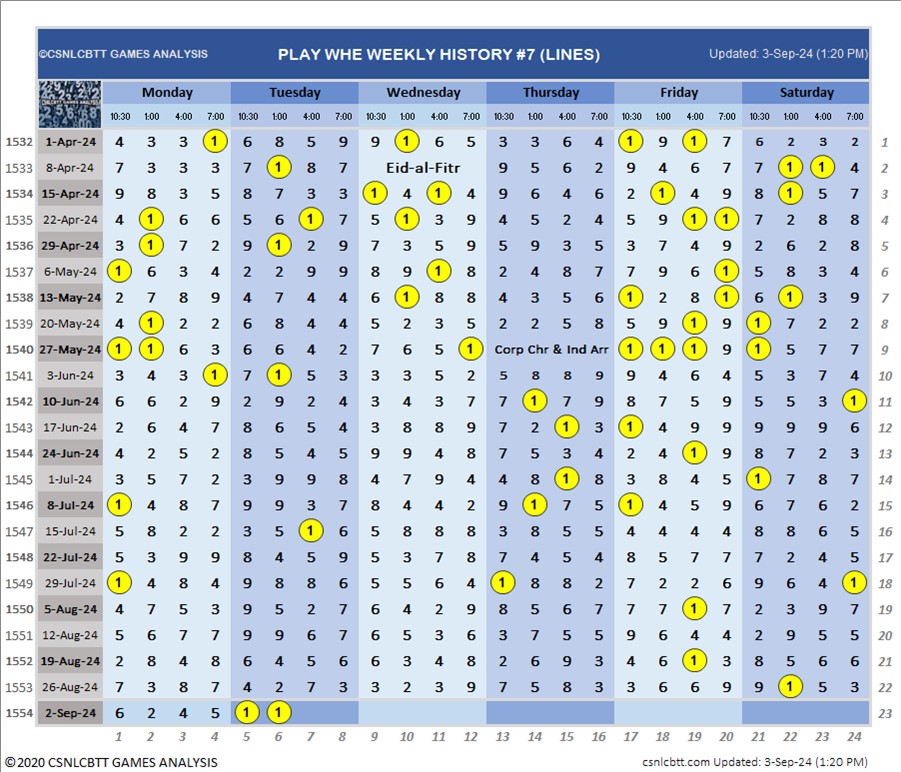 ©CSNLCBTT GAMES ANALYSIS PLAY WHE WEEKLY HISTORY #7 (LINES) Updated: 3-Sep-24 (1:20 PM)
Monday Tuesday Wednesday Thursday Friday Saturday
10:30 1:00 4:00 7:00 10:30 1:00 4:00 7:00 10:30 1:00 4:00 7:00 10:30 1:00 4:00 7:00 10:30 1:00 4:00 7:00 10:30 1:00 4:00 7:00
1532 1-Apr-24 4 3 3 1 6 8 5 9 9 1 6 5 3 3 6 4 1 9 1 7 6 2 3 2 1
1533 8-Apr-24 7 3 3 3 7 1 8 7 Eid-al-Fitr 9 5 6 2 9 4 6 7 7 1 1 4 2
1534 15-Apr-24 9 8 3 5 8 7 3 3 1 4 1 4 9 6 4 6 2 1 4 9 8 1 5 7 3
1535 22-Apr-24 4 1 6 6 5 6 1 7 5 1 3 9 4 5 2 4 5 9 1 1 7 2 8 8 4
1536 29-Apr-24 3 1 7 2 9 1 2 9 7 3 5 9 5 9 3 5 3 7 4 9 2 6 2 8 5
1537 6-May-24 1 6 3 4 2 2 9 9 8 9 1 8 2 4 8 7 7 9 6 1 5 8 3 4 6
1538 13-May-24 2 7 8 9 4 7 4 4 6 1 8 8 4 3 5 6 1 2 8 1 6 1 3 9 7
1539 20-May-24 4 1 2 2 6 8 4 4 5 2 3 5 2 2 5 8 5 9 1 9 1 7 2 2 8
1540 27-May-24 1 1 6 3 6 6 4 2 7 6 5 1 Corp Chr & Ind Arr 1 1 1 9 1 5 7 7 9
1541 3-Jun-24 3 4 3 1 7 1 5 3 3 3 5 2 5 8 8 9 9 4 6 4 5 3 7 4 10
1542 10-Jun-24 6 6 2 9 2 9 2 4 3 4 3 7 7 1 7 9 8 7 5 9 5 5 3 1 11
1543 17-Jun-24 2 6 4 7 8 6 5 4 3 8 8 9 7 2 1 3 1 4 9 9 9 9 9 6 12
1544 24-Jun-24 4 2 5 2 8 5 8 4 9 9 4 8 7 5 3 4 2 4 1 9 8 7 2 3 13
1545 1-Jul-24 3 5 7 2 3 9 9 8 4 7 9 4 4 8 1 8 3 8 4 5 1 8 7 8 14
1546 8-Jul-24 1 4 8 7 9 9 3 7 8 4 4 2 9 1 7 5 1 4 5 9 6 7 6 2 15
1547 15-Jul-24 5 8 2 2 3 5 1 6 5 8 8 8 3 8 5 5 4 4 4 4 8 8 6 5 16
1548 22-Jul-24 5 3 9 9 8 4 5 9 5 3 7 8 7 4 5 4 8 5 7 7 7 2 4 5 17
1549 29-Jul-24 1 4 8 4 9 8 8 6 5 5 6 4 1 8 8 2 7 2 2 6 9 6 4 1 18
1550 5-Aug-24 4 7 5 3 9 5 2 7 6 4 2 9 8 5 6 7 7 7 1 7 2 3 9 7 19
1551 12-Aug-24 5 6 7 7 9 9 6 7 6 5 3 6 3 7 5 5 9 6 4 4 2 9 5 5 20
1552 19-Aug-24 2 8 4 8 6 4 5 6 6 3 4 8 2 6 9 3 4 6 1 3 8 5 6 6 21
1553 26-Aug-24 7 3 8 7 4 2 7 3 3 2 3 9 7 5 8 3 3 6 6 9 9 1 5 3 22
1554 2-Sep-24 6 2 4 5 1 1 23
1 2 3 4 5 6 7 8 9 10 11 12 13 14 15 16 17 18 19 20 21 22 23 24
©2020 CSNLCBTT GAMES ANALYSIS csnlcbtt.com Updated: 3-Sep-24 (1:20 PM)